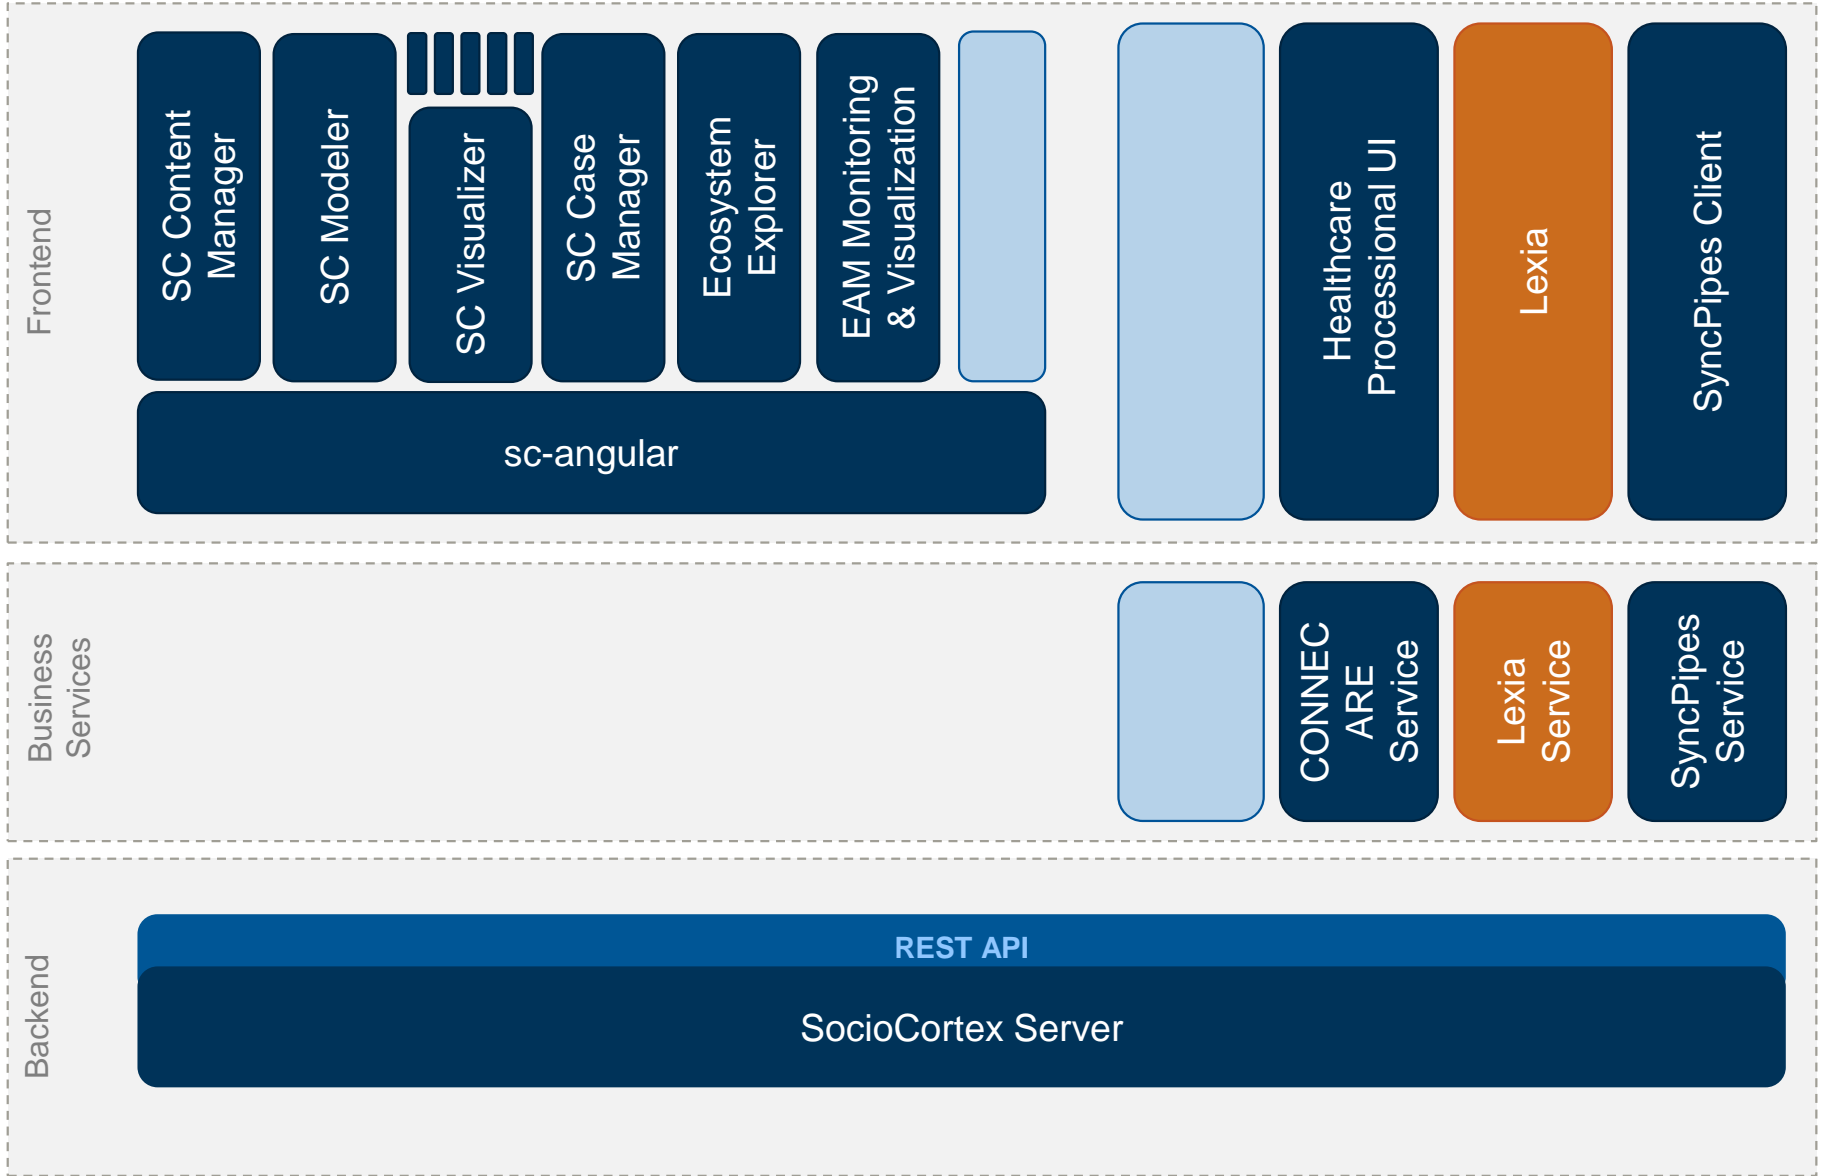 Frontend
SC Content
Manager
SC Modeler
SC Visualizer
SC Case
Manager
Ecosystem
Explorer
EAM Monitoring
& Visualization
sc-angular
Healthcare
Processional UI
Lexia
SyncPipes Client
Business
Services
CONNEC
ARE
Service
Lexia
Service
SyncPipes
Service
Backend
REST API
SocioCortex Server